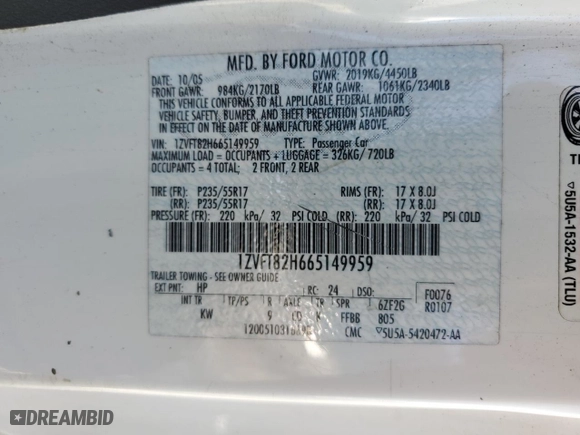 MFD. BY FORD MOTOR CO.
DATE: 10/05 GVWR: 2019KG/4450LB
FRONT GAWR: 984KG/2170LB REAR GAWR: 1061KG/2340LB
THIS VEHICLE CONFORMS TO ALL APPLICABLE FEDERAL MOTOR
VEHICLE SAFETY, BUMPER, AND THEFT PREVENTION STANDARDS
IN EFFECT ON THE DATE OF MANUFACTURE SHOWN ABOVE.
VIN: 1ZVFT82H665149959 TYPE: Passenger Car
MAXIMUM LOAD = OCCUPANTS + LUGGAGE = 326KG/720LB
OCCUPANTS = 4 TOTAL; 2 FRONT, 2 REAR
TIRE (FR): P235/55R17 RIMS (FR): 17 X 8.0J
(RR): P235/55R17 (RR): 17 X 8.0J
PRESSURE (FR): 220 kPa/ 32 PSI COLD (RR): 220 kPa/ 32 PSI COLD
1ZVFT82H665149959
TRAILER TOWING - SEE OWNER GUIDE
EXT PNT: HP RC: 24 DSO: F0076
INT TR TP/PS R AXLE TR SPR 6ZF2G R0107
KW 9 K FFBB 805
CMC ▽5U5A-5420472-AA
▽5U5A-1532-AA (TLU)
DREAMBID